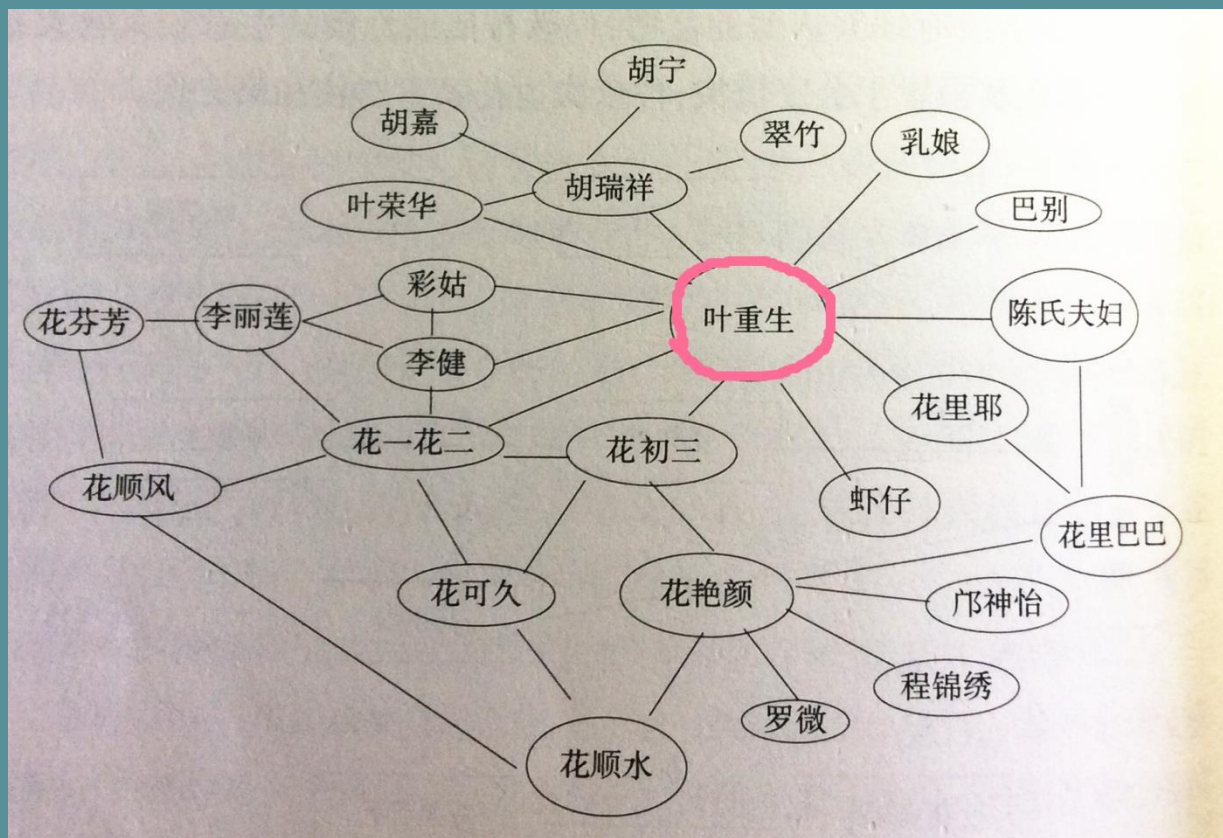 胡宁
胡嘉
翠竹
乳娘
胡瑞祥
叶荣华
巴别
彩姑
花芬芳
李丽莲
叶重生
陈氏夫妇
李健
花里耶
花一花二
花初三
花顺风
虾仔
花里巴巴
花可久
花艳颜
邝神怡
程锦绣
罗微
花顺水